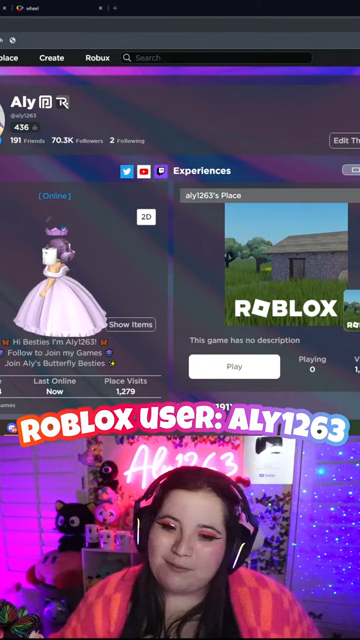 wheel
place Create Robux Search
Aly
@aly1263
436
191 Friends 70.3K Followers 2 Following
Edit Th
Experiences
[Online]
aly1263's Place
2D
ROBLOX
Hi Besties I'm Aly1263!
Follow to Join my Games
Join Aly's Butterfly Besties
Show Items
This game has no description
Last Online Place Visits
Now 1,279
Play
Playing
0
V
1,
ames
ROBLOX USER: ALY1263
Aly1263